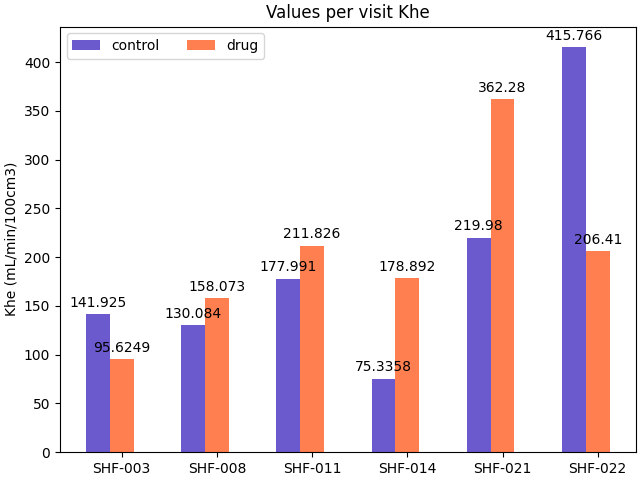 Values per visit Khe
control
drug
Khe (mL/min/100cm3)
400
350
300
250
200
150
100
50
0
141.925
95.6249
130.084
158.073
177.991
211.826
75.3358
178.892
219.98
362.28
415.766
206.41
SHF-003
SHF-008
SHF-011
SHF-014
SHF-021
SHF-022